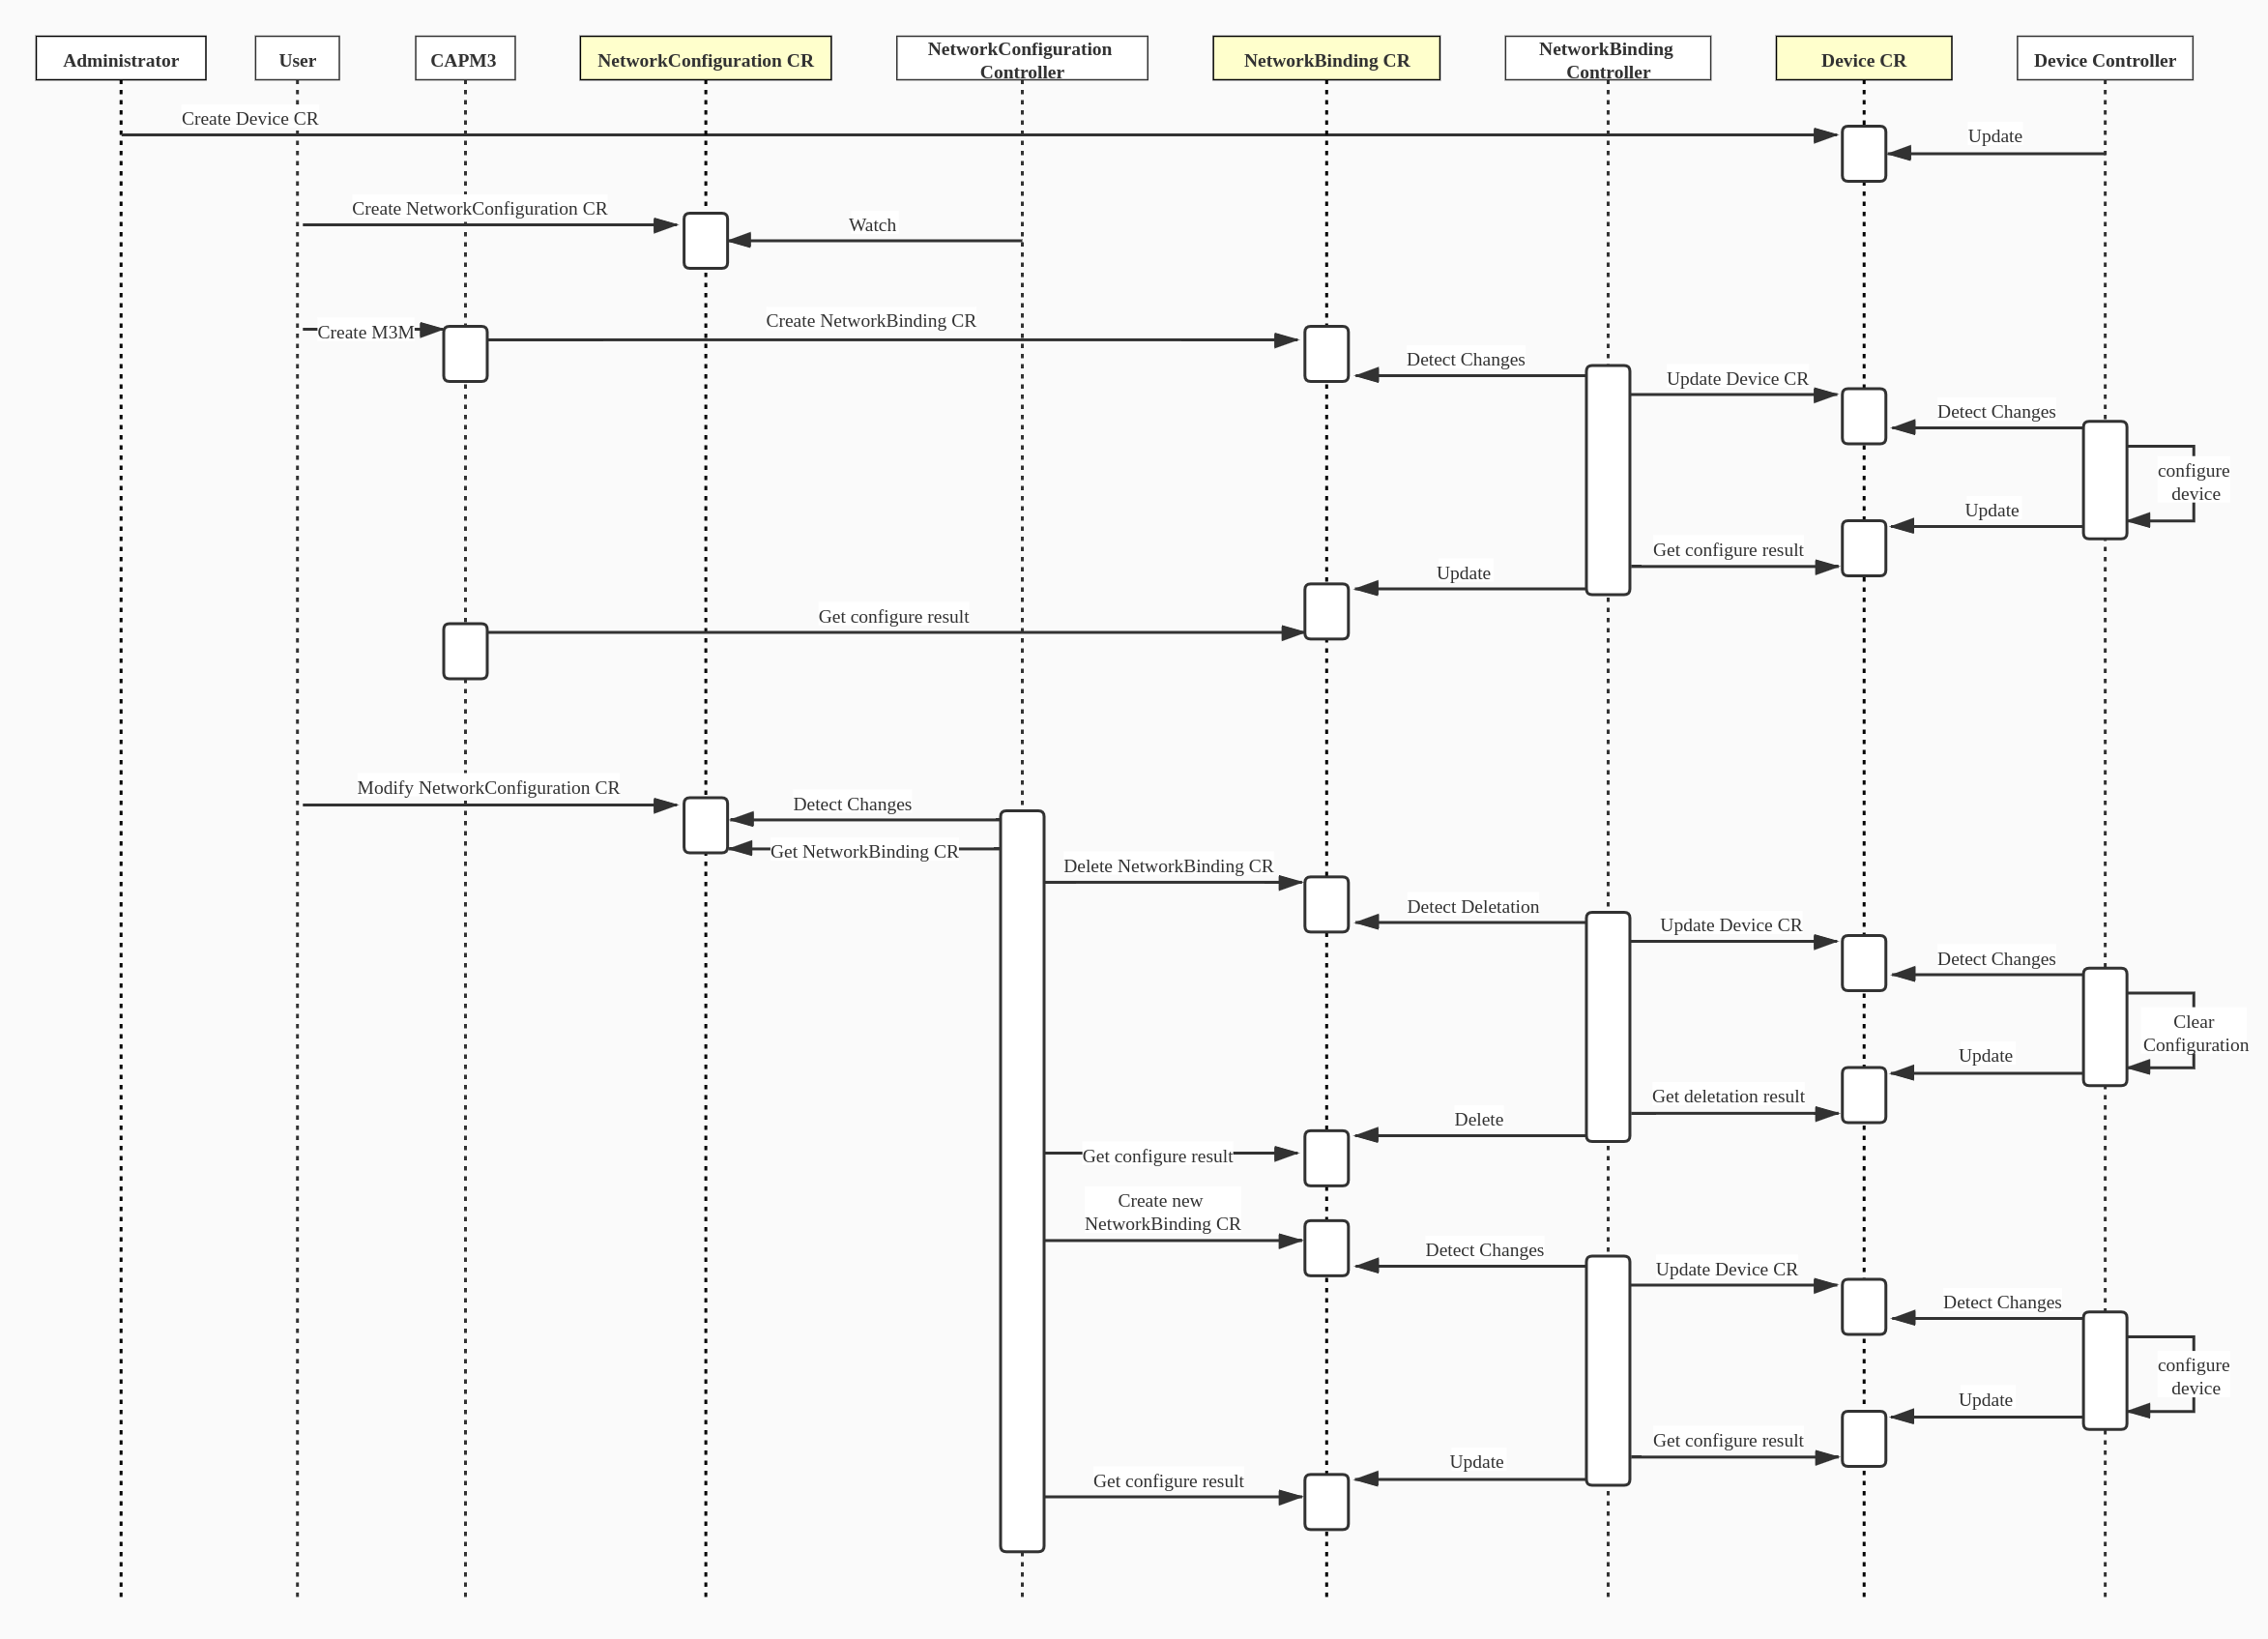 Administrator
User
CAPM3
NetworkConfiguration CR
NetworkConfiguration
Controller
NetworkBinding CR
NetworkBinding
Controller
Device CR
Device Controller
Create Device CR
Update
Create NetworkConfiguration CR
Watch
Create M3M
Create NetworkBinding CR
Detect Changes
Update Device CR
Detect Changes
configure
device
Update
Get configure result
Update
Get configure result
Modify NetworkConfiguration CR
Detect Changes
Get NetworkBinding CR
Delete NetworkBinding CR
Detect Deletation
Update Device CR
Detect Changes
Clear
Configuration
Update
Get deletation result
Delete
Get configure result
Create new
NetworkBinding CR
Detect Changes
Update Device CR
Detect Changes
configure
device
Update
Get configure result
Update
Get configure result